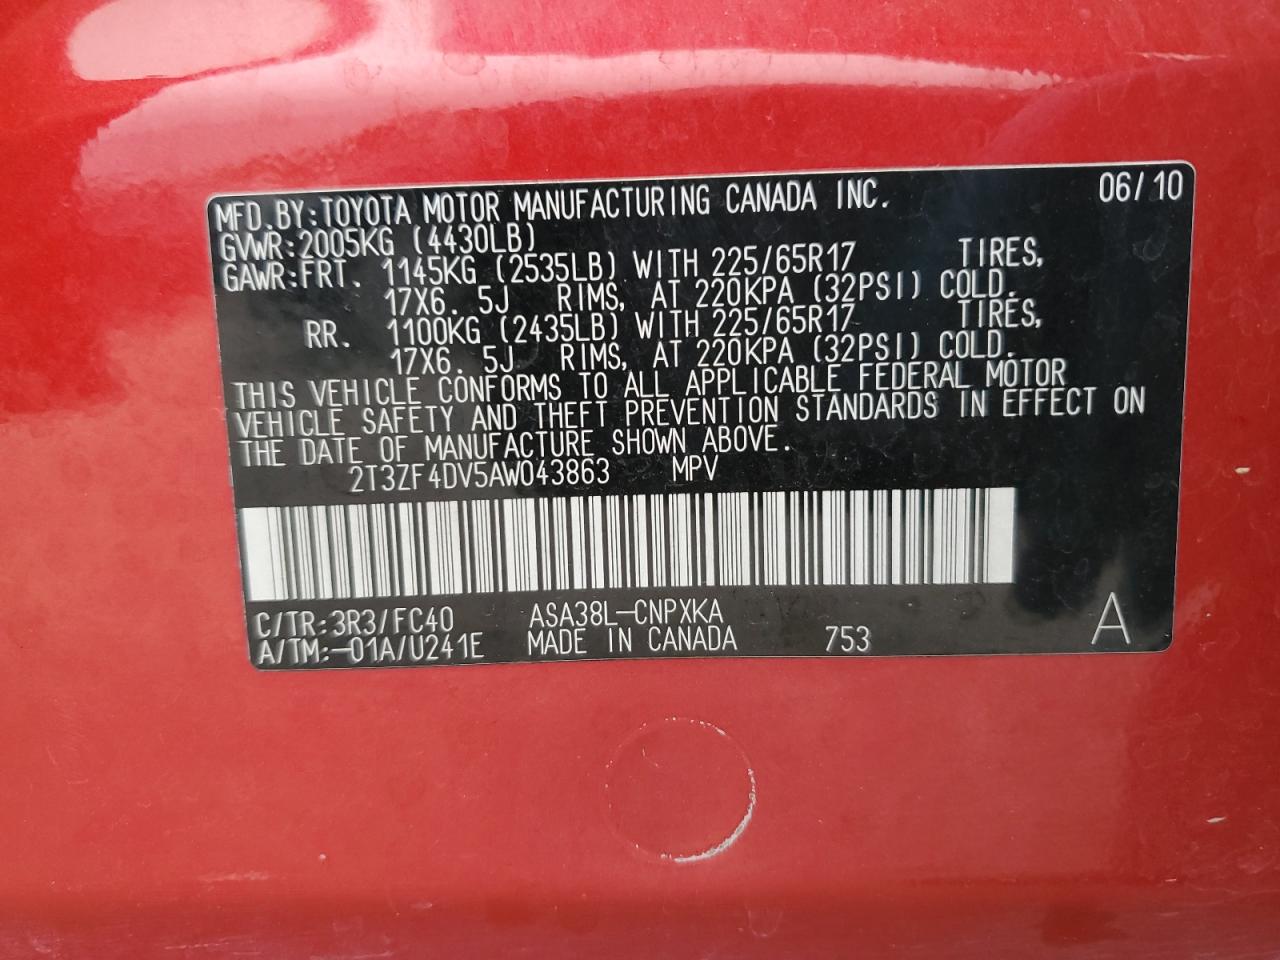 MFD.BY:TOYOTA MOTOR MANUFACTURING CANADA INC. 06/10
GVWR:2005KG (4430LB)
GAWR:FRT. 1145KG (2535LB) WITH 225/65R17 TIRES,
17X6. 5J RIMS, AT 220KPA (32PSI) COLD.
RR. 1100KG (2435LB) WITH 225/65R17 TIRES,
17X6. 5J RIMS, AT 220KPA (32PSI) COLD.
THIS VEHICLE CONFORMS TO ALL APPLICABLE FEDERAL MOTOR
VEHICLE SAFETY AND THEFT PREVENTION STANDARDS IN EFFECT ON
THE DATE OF MANUFACTURE SHOWN ABOVE.
2T3ZF4DV5AW043863 MPV
C/TR:3R3/FC40 ASA38L-CNPXKA
A/TM:-01A/U241E MADE IN CANADA 753 A